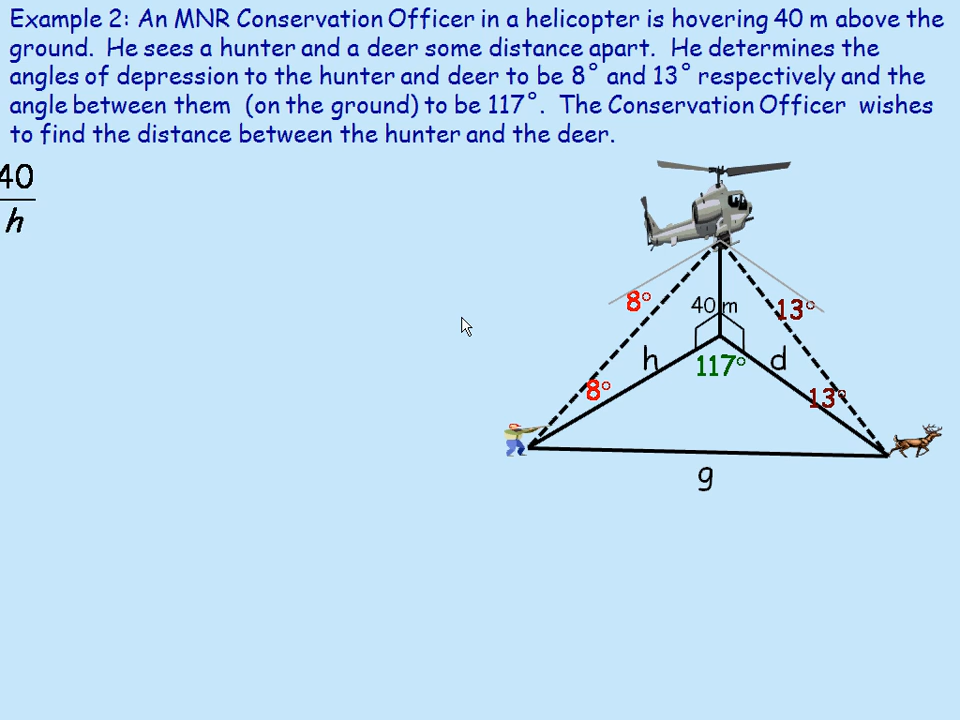 Example 2: An MNR Conservation Officer in a helicopter is hovering 40 m above the
ground. He sees a hunter and a deer some distance apart. He determines the
angles of depression to the hunter and deer to be 8˚ and 13˚ respectively and the
angle between them (on the ground) to be 117˚. The Conservation Officer wishes
to find the distance between the hunter and the deer.
40
h
8°
40 m
13°
h
117°
d
8°
13°
g